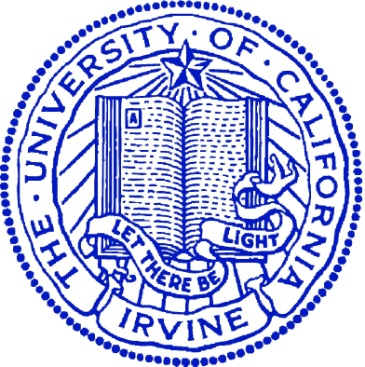 THE · UNIVERSITY · OF · CALIFORNIA
A
LET THERE BE
LIGHT
IRVINE